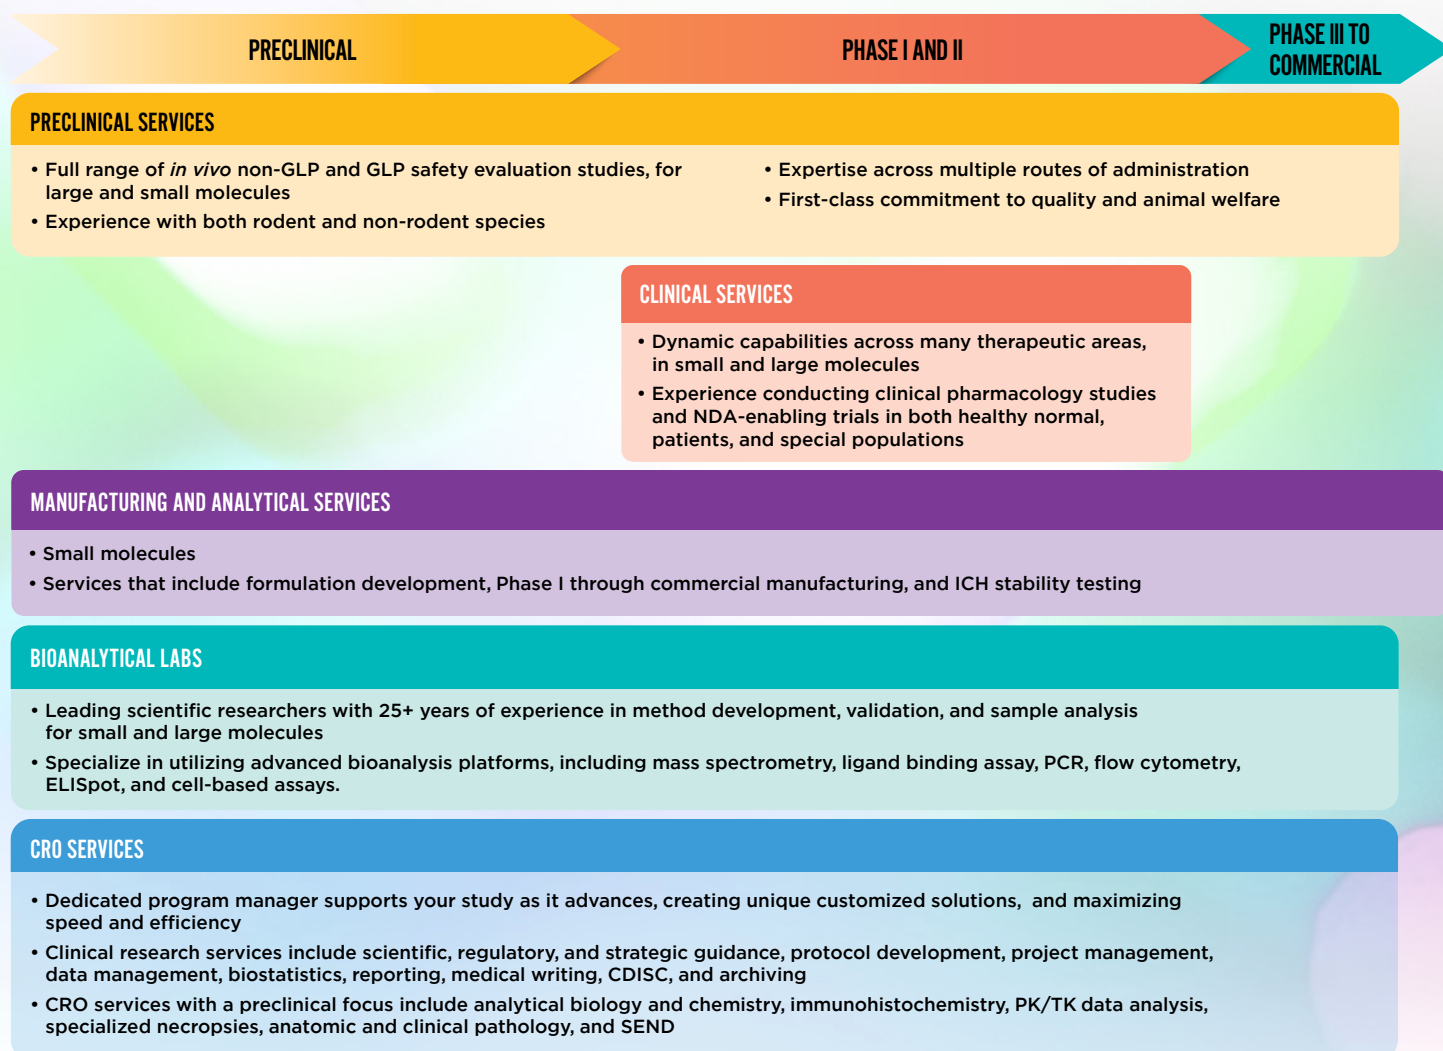 PRECLINICAL
PHASE I AND II
PHASE III TO
COMMERCIAL
PRECLINICAL SERVICES
• Full range of in vivo non-GLP and GLP safety evaluation studies, for
large and small molecules
• Experience with both rodent and non-rodent species
• Expertise across multiple routes of administration
• First-class commitment to quality and animal welfare
CLINICAL SERVICES
• Dynamic capabilities across many therapeutic areas,
in small and large molecules
• Experience conducting clinical pharmacology studies
and NDA-enabling trials in both healthy normal,
patients, and special populations
MANUFACTURING AND ANALYTICAL SERVICES
• Small molecules
• Services that include formulation development, Phase I through commercial manufacturing, and ICH stability testing
BIOANALYTICAL LABS
• Leading scientific researchers with 25+ years of experience in method development, validation, and sample analysis
for small and large molecules
• Specialize in utilizing advanced bioanalysis platforms, including mass spectrometry, ligand binding assay, PCR, flow cytometry,
ELISpot, and cell-based assays.
CRO SERVICES
• Dedicated program manager supports your study as it advances, creating unique customized solutions,  and maximizing
speed and efficiency
• Clinical research services include scientific, regulatory, and strategic guidance, protocol development, project management,
data management, biostatistics, reporting, medical writing, CDISC, and archiving
• CRO services with a preclinical focus include analytical biology and chemistry, immunohistochemistry, PK/TK data analysis,
specialized necropsies, anatomic and clinical pathology, and SEND